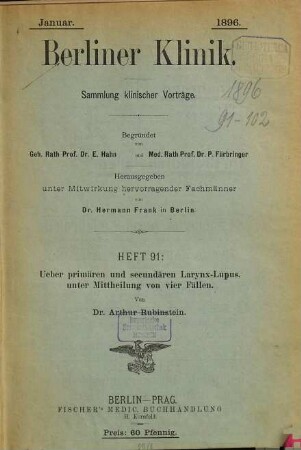 Januar. 1896.
Berliner Klinik.
Sammlung klinischer Vorträge.
1896
91-102
Begründet
von
Geh. Rath Prof. Dr. E. Hahn und Med. Rath Prof. Dr. P. Fürbringer
Herausgegeben
unter Mitwirkung hervorragender Fachmänner
von
Dr. Hermann Frank in Berlin
HEFT 91:
Ueber primären und secundären Larynx-Lupus.
unter Mittheilung von vier Fällen.
Von
Dr. Arthur Rubinstein.
BERLIN—PRAG.
FISCHER'S MEDIC. BUCHHANDLUNG
H. Kornfeld.
Preis: 60 Pfennig.